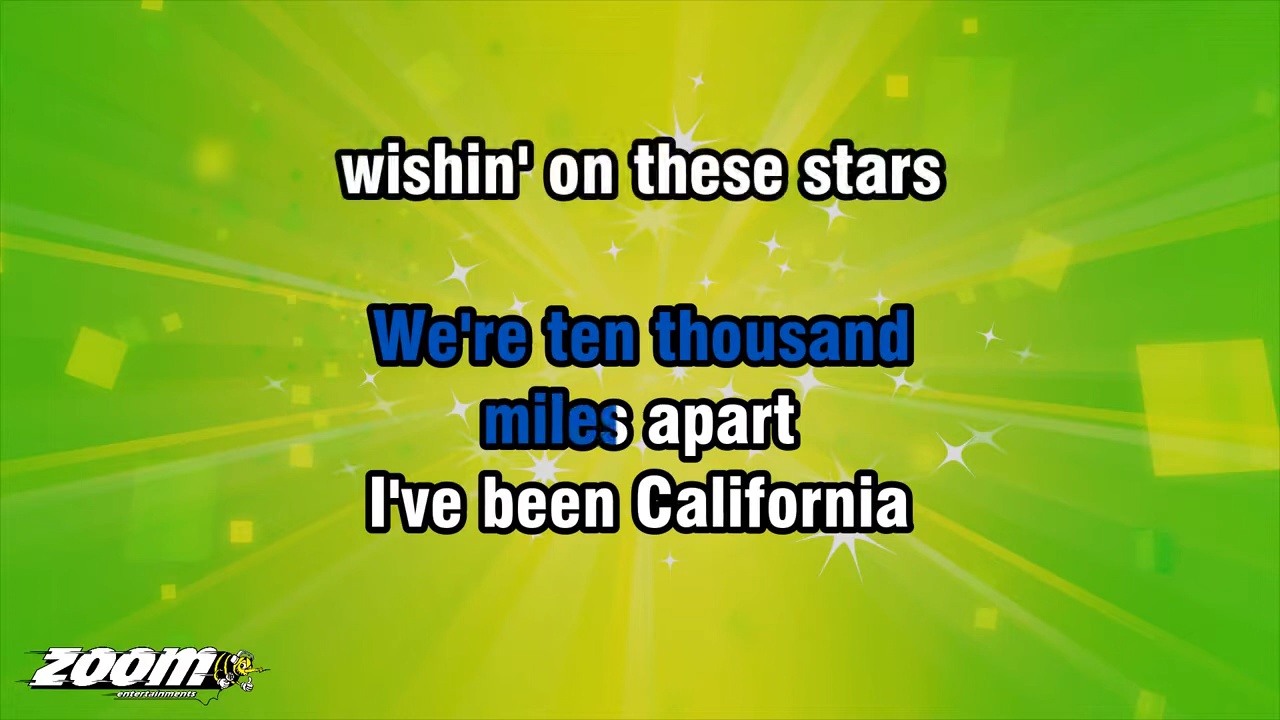 wishin' on these stars
We're ten thousand
miles apart
I've been California
ZOOM
entertainments